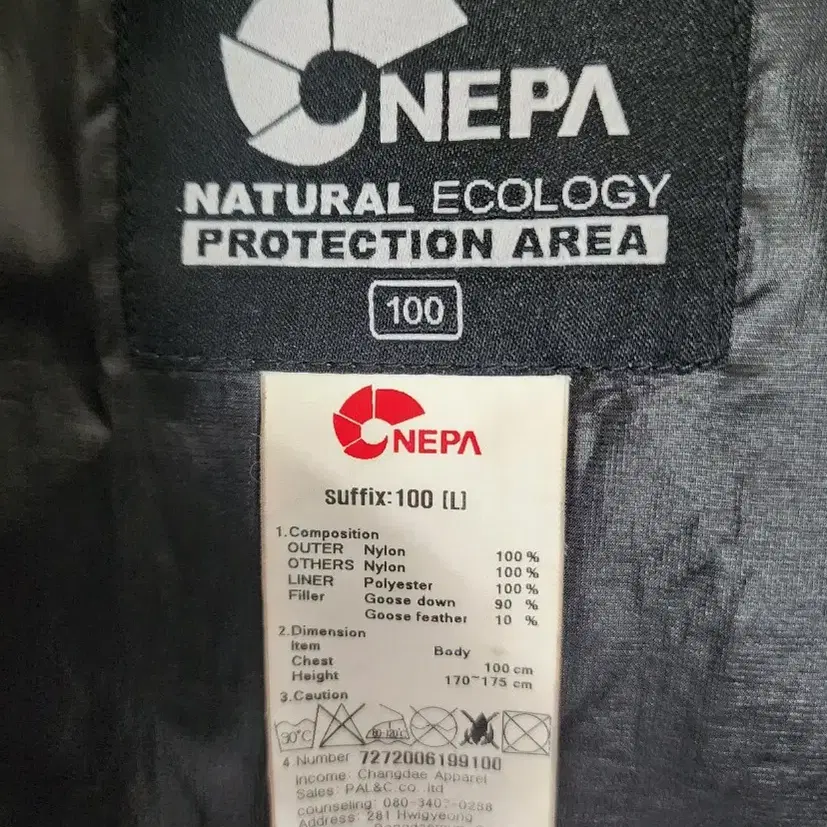 NEPA
NATURAL ECOLOGY
PROTECTION AREA
100
NEPA
suffix:100 [L]
1.Composition
OUTER Nylon 100 %
OTHERS Nylon 100 %
LINER Polyester 100 %
Filler Goose down 90 %
Goose feather 10 %
2.Dimension
Item Body
Chest 100 cm
Height 170~175 cm
3.Caution
30°C 80-120°C
4 Number 7272006199100
Income: Changdae Apparel
Sales: PAL&C.co.ltd
counseling: 080-340 -0258
Address: 281 Hwigyeong